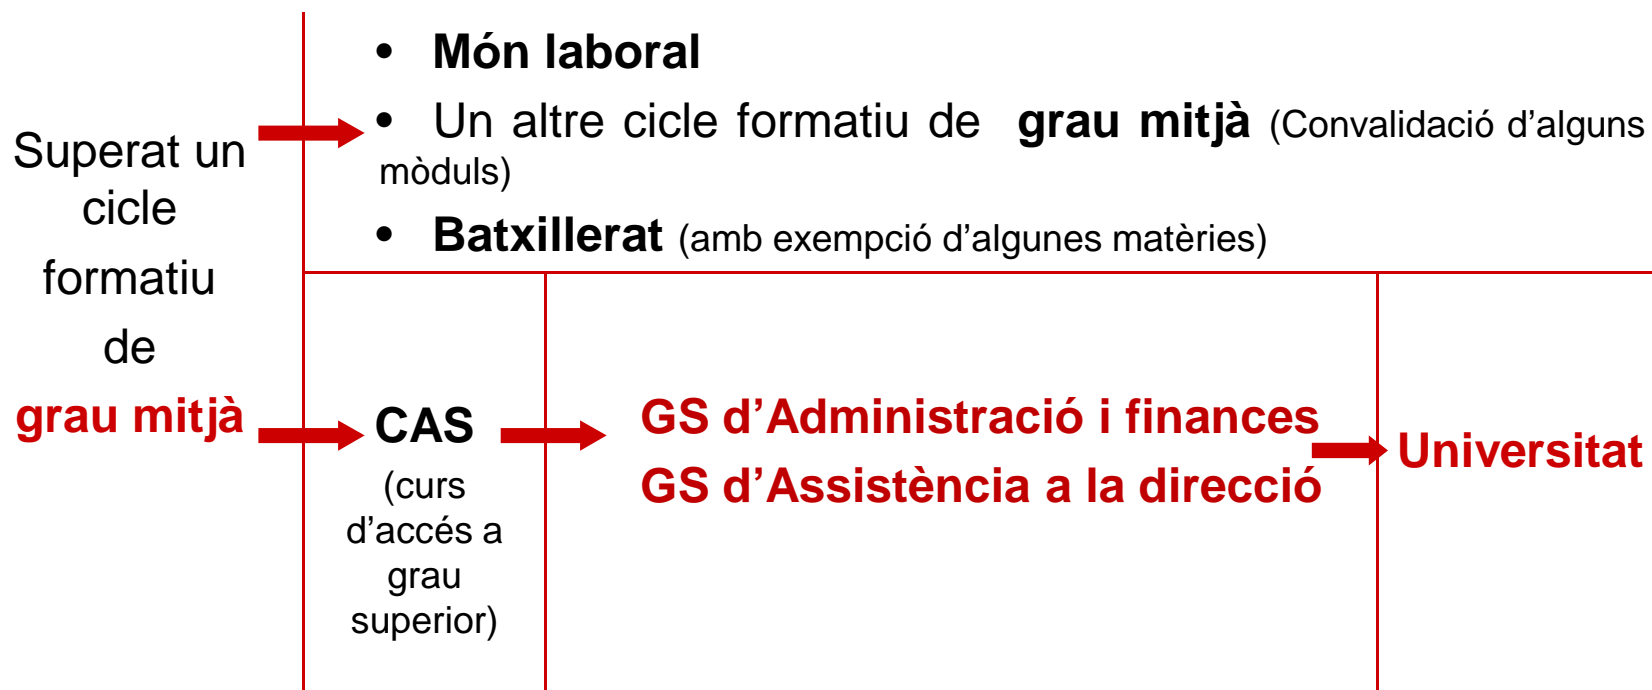 Superat un
cicle
formatiu
de
grau mitjà
• Món laboral
• Un altre cicle formatiu de grau mitjà (Convalidació d’alguns
mòduls)
• Batxillerat (amb exempció d’algunes matèries)
CAS
(curs
d’accés a
grau
superior)
GS d’Administració i finances
GS d’Assistència a la direcció
Universitat